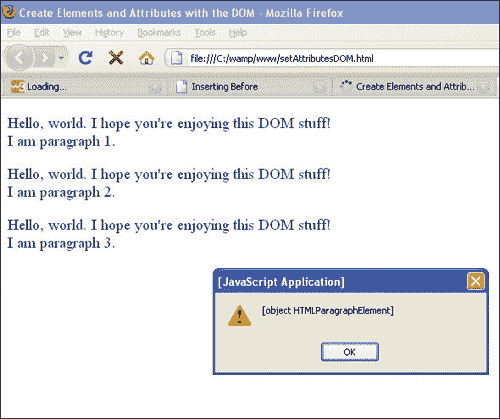 Create Elements and Attributes with the DOM - Mozilla Firefox
File Edit View History Bookmarks Tools Help
file:///C:/wamp/www/setAttributesDOM.html
Loading... Inserting Before Create Elements and Attrib...
Hello, world. I hope you're enjoying this DOM stuff!
I am paragraph 1.
Hello, world. I hope you're enjoying this DOM stuff!
I am paragraph 2.
Hello, world. I hope you're enjoying this DOM stuff!
I am paragraph 3.
[JavaScript Application]
[object HTMLParagraphElement]
OK